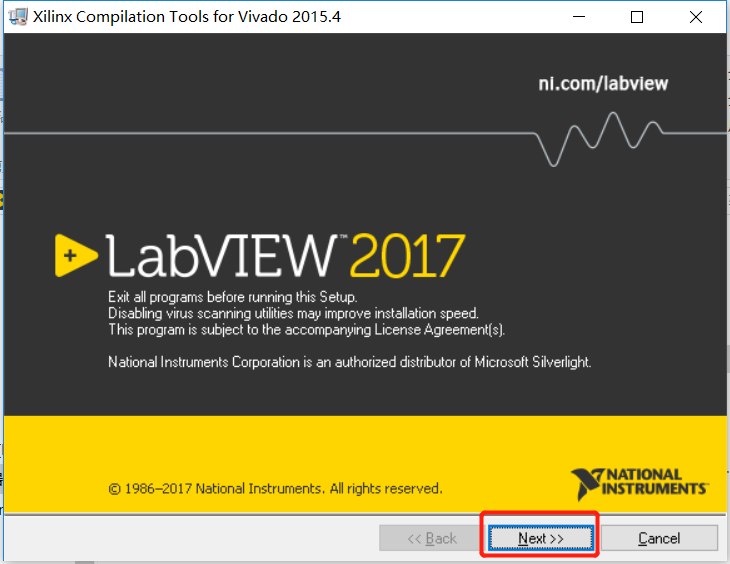 Xilinx Compilation Tools for Vivado 2015.4
ni.com/labview
LabVIEW™ 2017
Exit all programs before running this Setup.
Disabling virus scanning utilities may improve installation speed.
This program is subject to the accompanying License Agreement(s).
National Instruments Corporation is an authorized distributor of Microsoft Silverlight.
© 1986–2017 National Instruments. All rights reserved.
NATIONAL
INSTRUMENTS™
<< Back
Next >>
Cancel